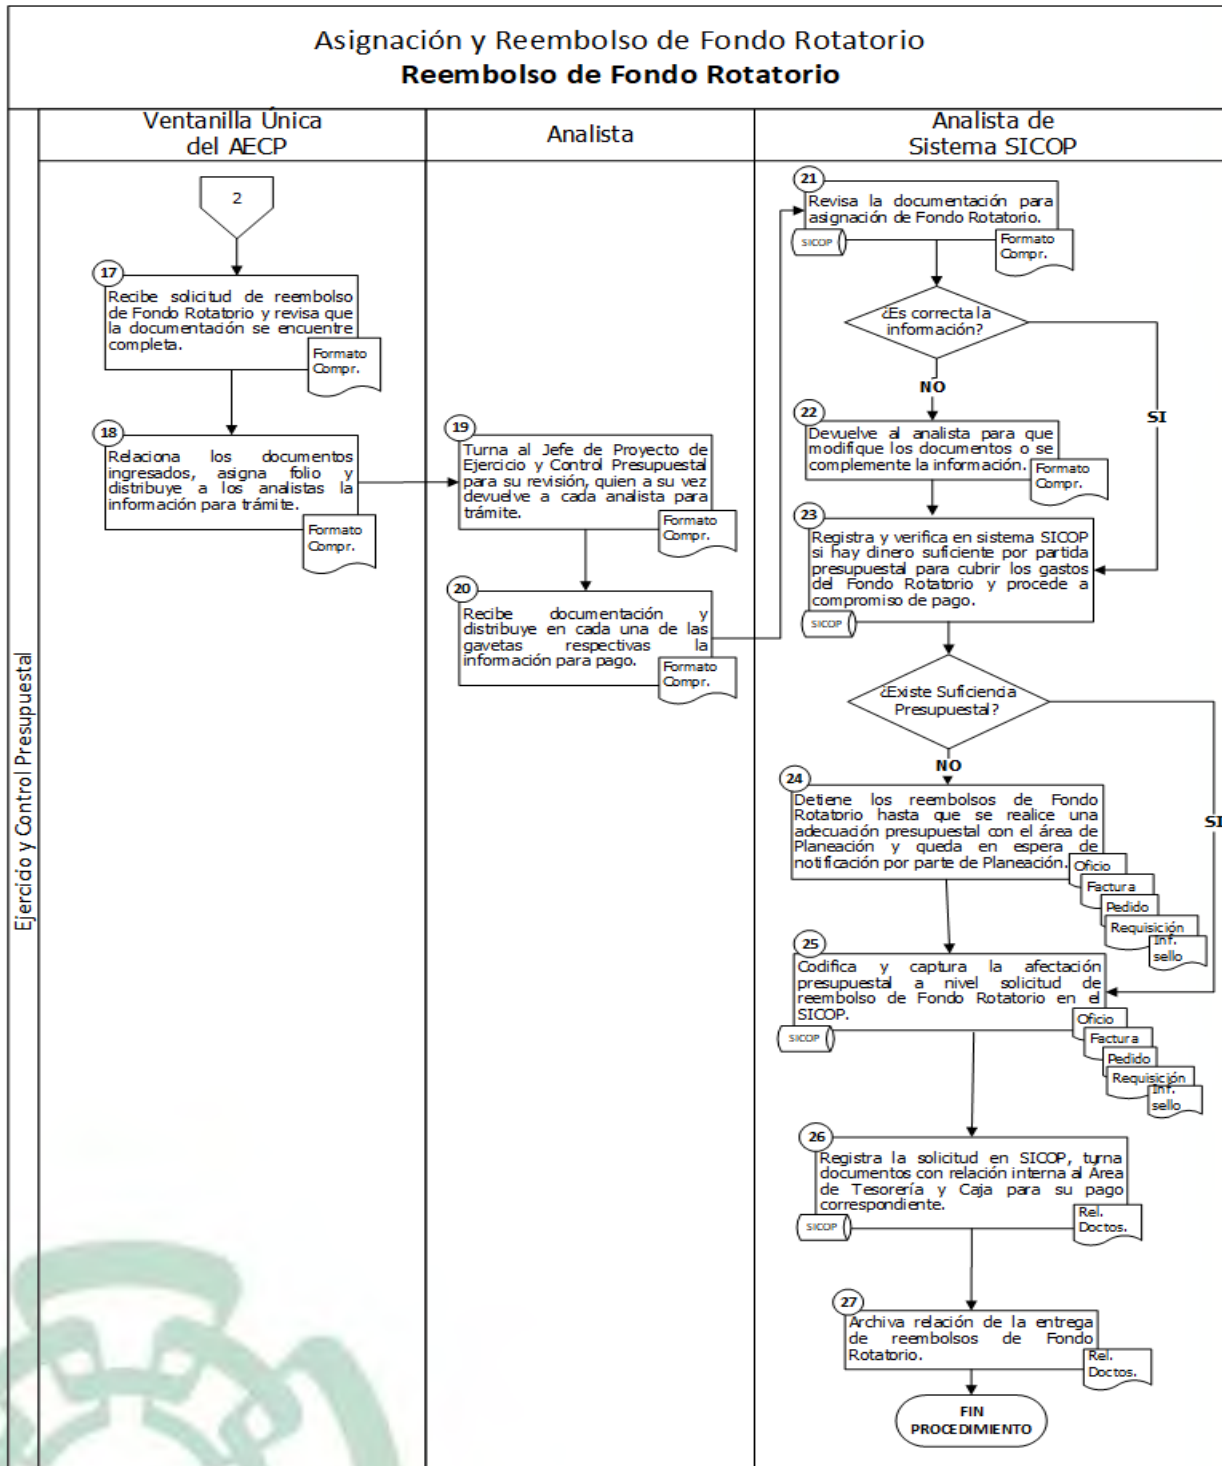 Asignación y Reembolso de Fondo Rotatorio
Reembolso de Fondo Rotatorio
Ejercido y Control Presupuestal
Ventanilla Única
del AECP
Analista
Analista de
Sistema SICOP
2
17
Recibe solicitud de reembolso
de Fondo Rotatorio y revisa que
la documentación se encuentre
completa.
Formato
Compr.
18
Relaciona los documentos
ingresados, asigna folio y
distribuye a los analistas la
información para trámite.
Formato
Compr.
19
Turna al Jefe de Proyecto de
Ejercicio y Control Presupuestal
para su revisión, quien a su vez
devuelve a cada analista para
trámite.
Formato
Compr.
20
Recibe documentación y
distribuye en cada una de las
gavetas respectivas la
información para pago.
Formato
Compr.
21
Revisa la documentación para
asignación de Fondo Rotatorio.
SICOP
Formato
Compr.
¿Es correcta la
información?
NO
SI
22
Devuelve al analista para que
modifique los documentos o se
complemente la información.
Formato
Compr.
23
Registra y verifica en sistema SICOP
si hay dinero suficiente por partida
presupuestal para cubrir los gastos
del Fondo Rotatorio y procede a
compromiso de pago.
SICOP
¿Existe Suficiencia
Presupuestal?
NO
SI
24
Detiene los reembolsos de Fondo
Rotatorio hasta que se realice una
adecuación presupuestal con el área de
Planeación y queda en espera de
notificación por parte de Planeación.
Oficio
Factura
Pedido
Requisición
Inf.
sello
25
Codifica y captura la afectación
presupuestal a nivel solicitud de
reembolso de Fondo Rotatorio en el
SICOP.
SICOP
Oficio
Factura
Pedido
Requisición
Inf.
sello
26
Registra la solicitud en SICOP, turna
documentos con relación interna al Área
de Tesorería y Caja para su pago
correspondiente.
SICOP
Rel.
Doctos.
27
Archiva relación de la entrega
de reembolsos de Fondo
Rotatorio.
Rel.
Doctos.
FIN
PROCEDIMIENTO